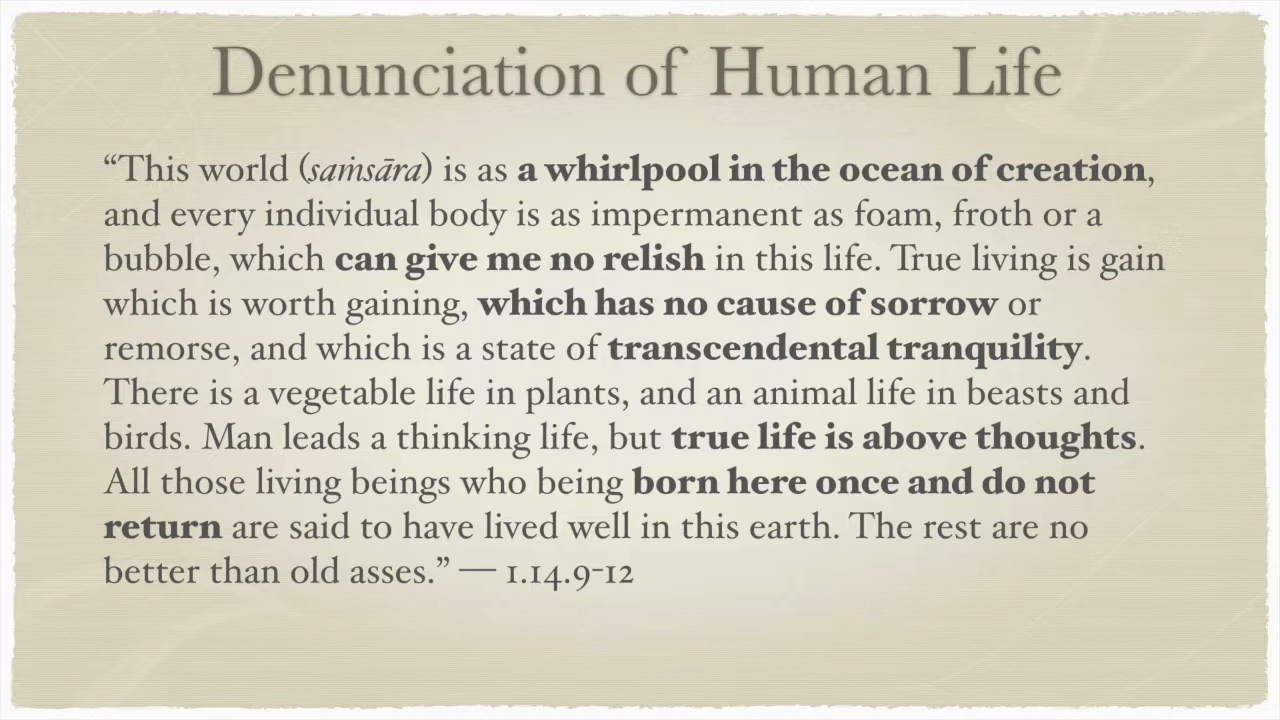 Denunciation of Human Life
“This world (saṁsāra) is as a whirlpool in the ocean of creation,
and every individual body is as impermanent as foam, froth or a
bubble, which can give me no relish in this life. True living is gain
which is worth gaining, which has no cause of sorrow or
remorse, and which is a state of transcendental tranquility.
There is a vegetable life in plants, and an animal life in beasts and
birds. Man leads a thinking life, but true life is above thoughts.
All those living beings who being born here once and do not
return are said to have lived well in this earth. The rest are no
better than old asses.” — 1.14.9-12